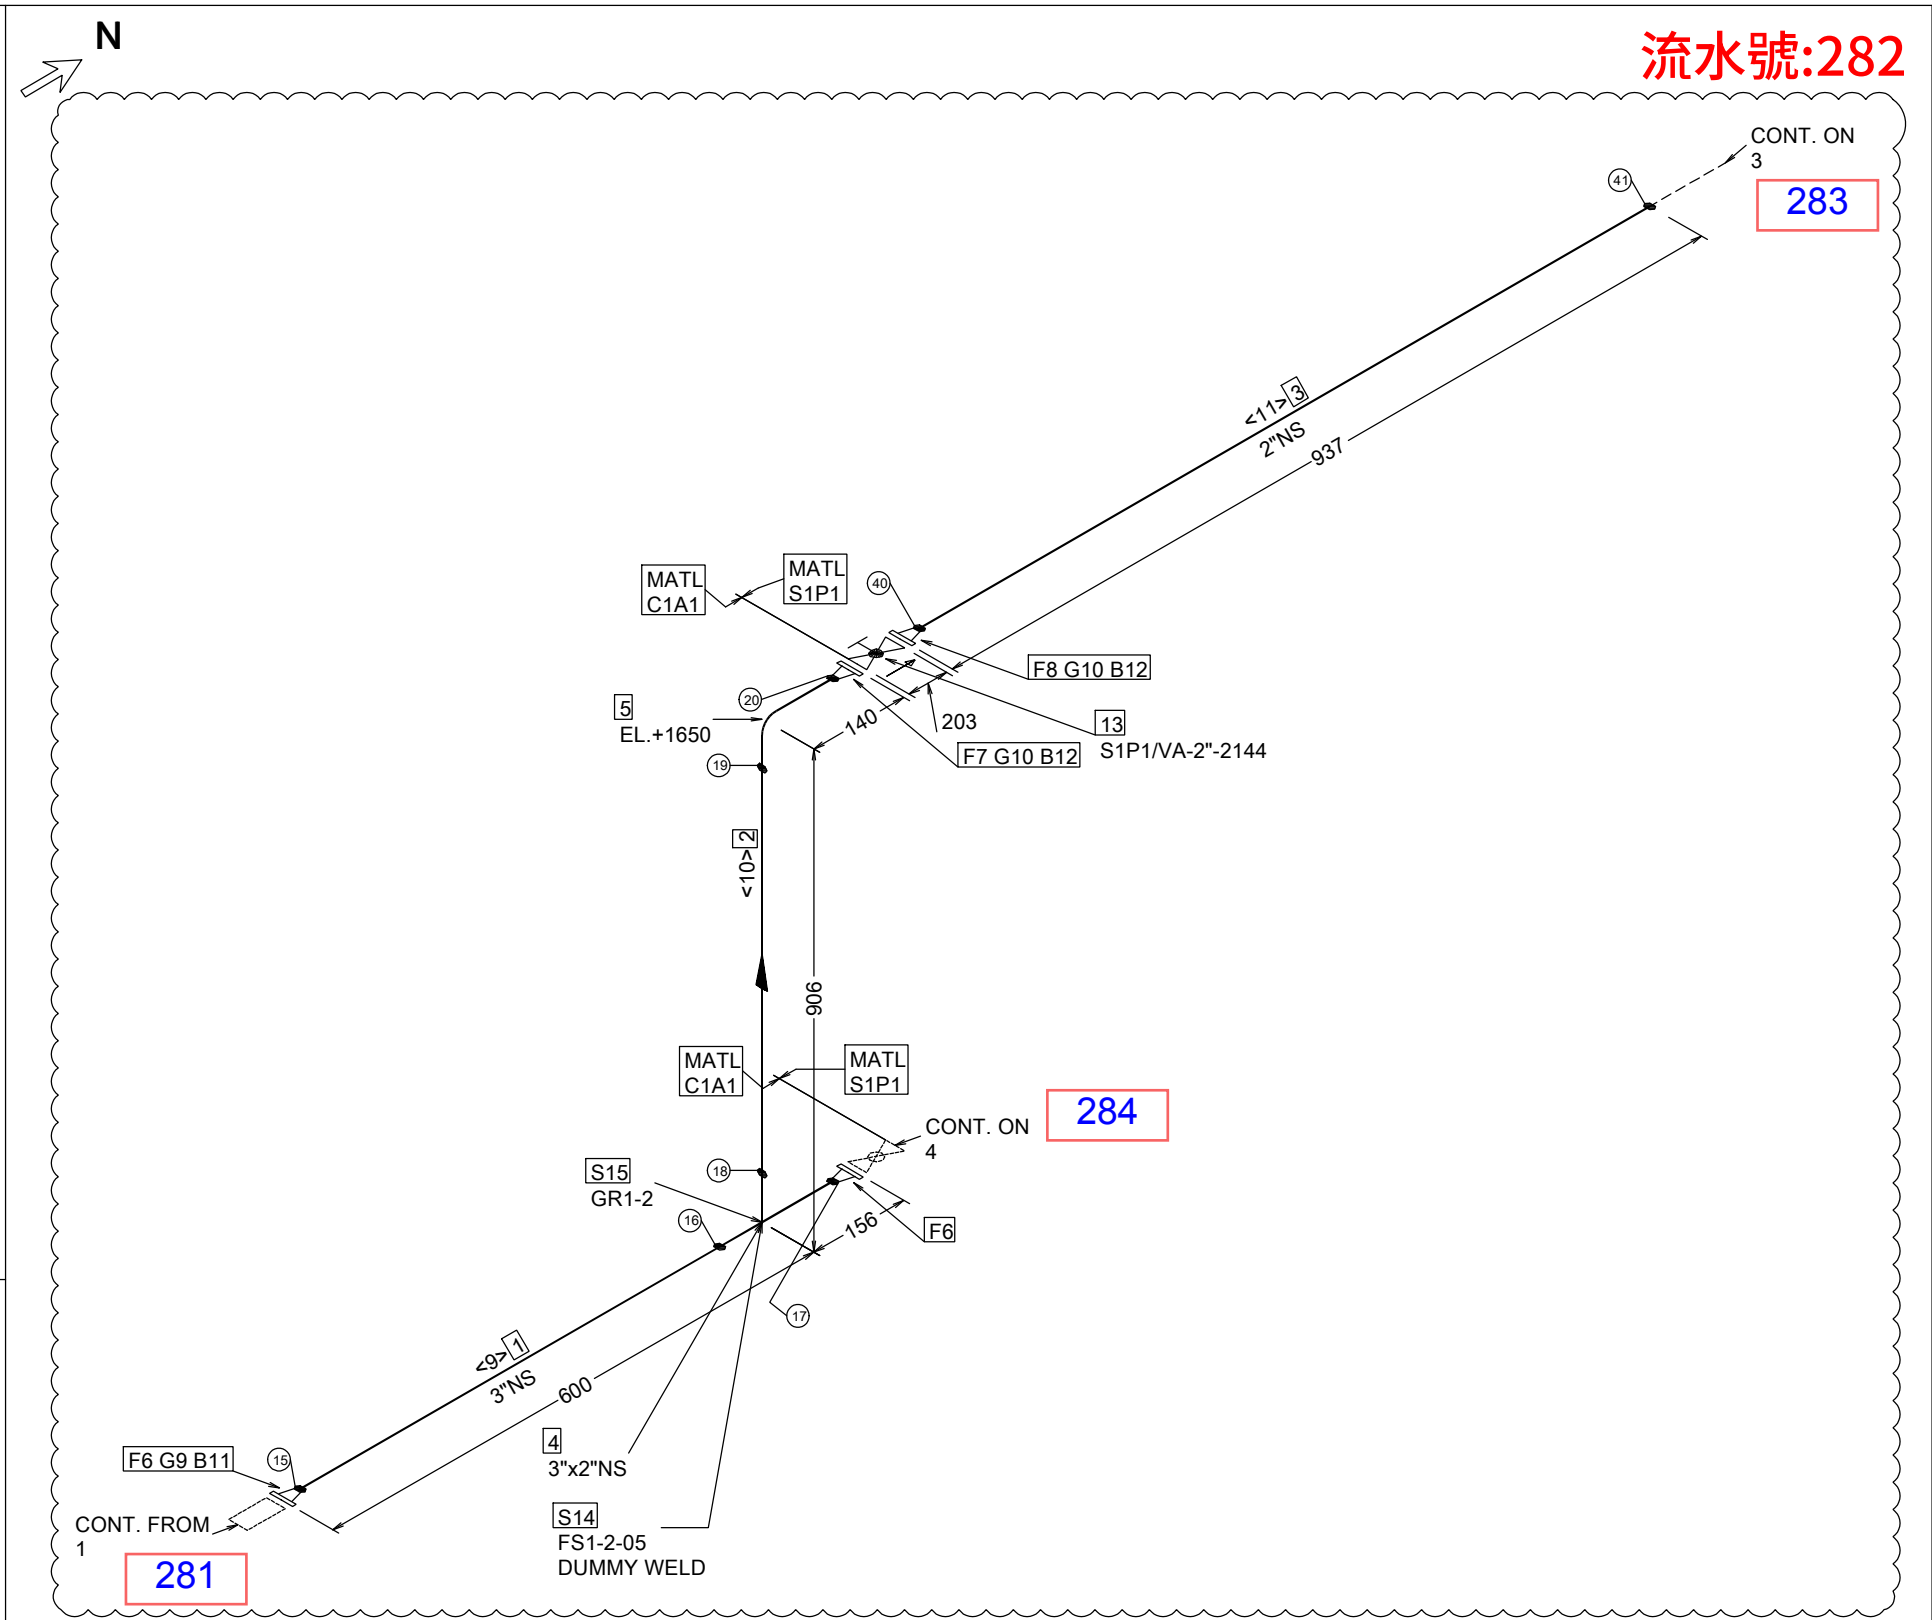 N
流水號:282
CONT. ON
3
283
41
<11> 3
2"NS
937
MATL
C1A1
MATL
S1P1
40
F8 G10 B12
20
5
EL.+1650
140
203
13
S1P1/VA-2"-2144
F7 G10 B12
19
<10> 2
906
MATL
C1A1
MATL
S1P1
284
CONT. ON
4
S15
GR1-2
18
16
156
F6
17
<9> 1
3"NS
600
4
3"x2"NS
F6 G9 B11
15
S14
FS1-2-05
DUMMY WELD
CONT. FROM
1
281